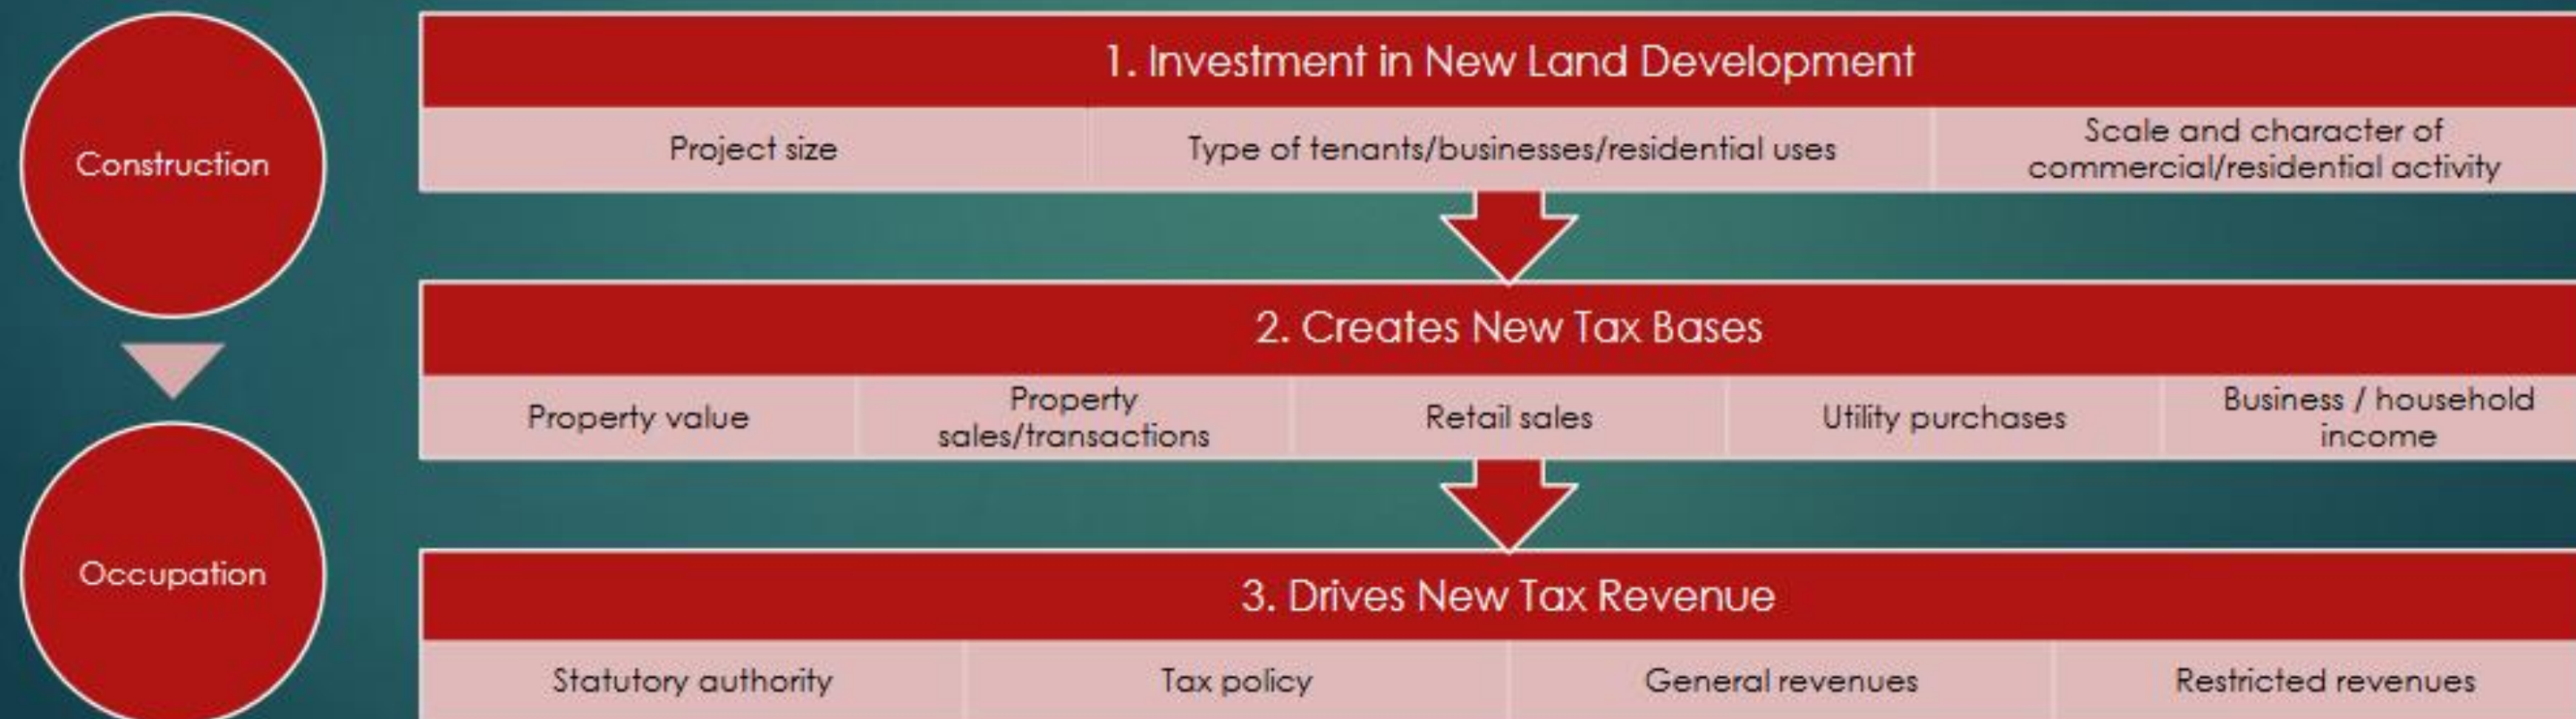 Construction
Occupation
1. Investment in New Land Development
Project size
Type of tenants/businesses/residential uses
Scale and character of
commercial/residential activity
2. Creates New Tax Bases
Property value
Property
sales/transactions
Retail sales
Utility purchases
Business / household
income
3. Drives New Tax Revenue
Statutory authority
Tax policy
General revenues
Restricted revenues